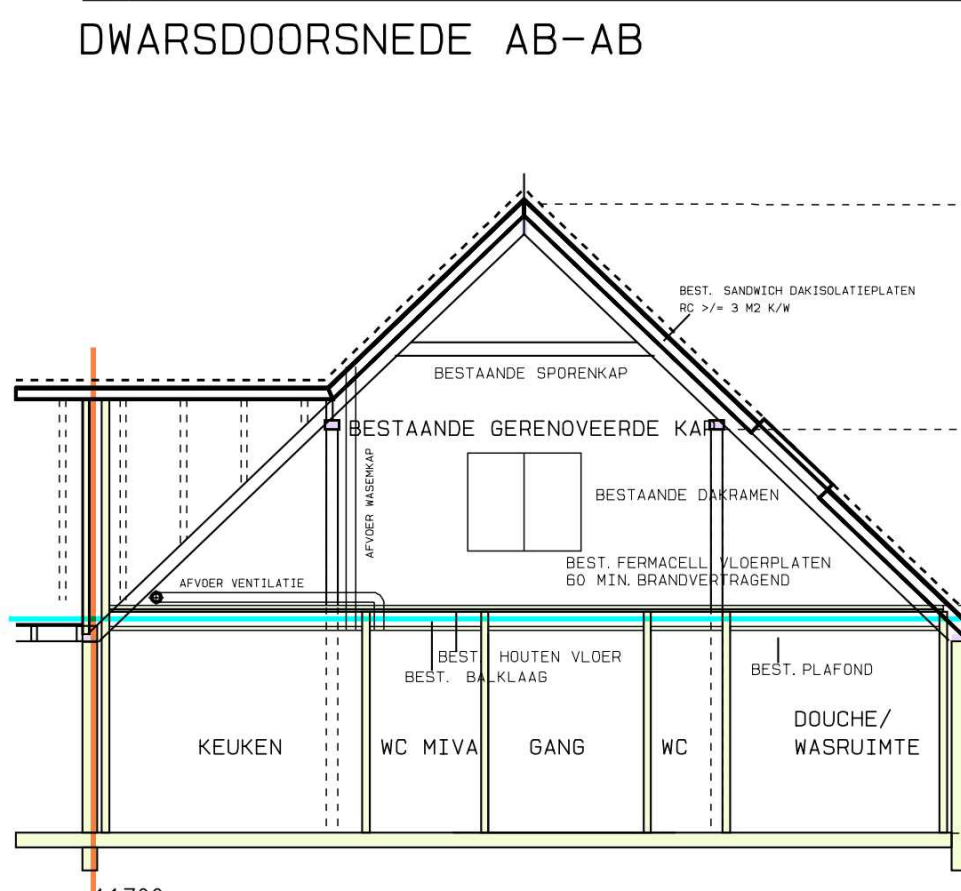 DWARSDOORSNEDE AB-AB
BEST. SANDWICH DAKISOLATIEPLATEN
RC >/= 3 M2 K/W
BESTAANDE SPORENKAP
BESTAANDE GERENOVEERDE KAP
AFVOER WASEMKAP
BESTAANDE DAKRAMEN
BEST. FERMACELL VLOERPLATEN
60 MIN. BRANDVERTRAGEND
AFVOER VENTILATIE
BEST. HOUTEN VLOER
BEST. BALKLAAG
BEST. PLAFOND
KEUKEN
WC MIVA
GANG
WC
DOUCHE/
WASRUIMTE